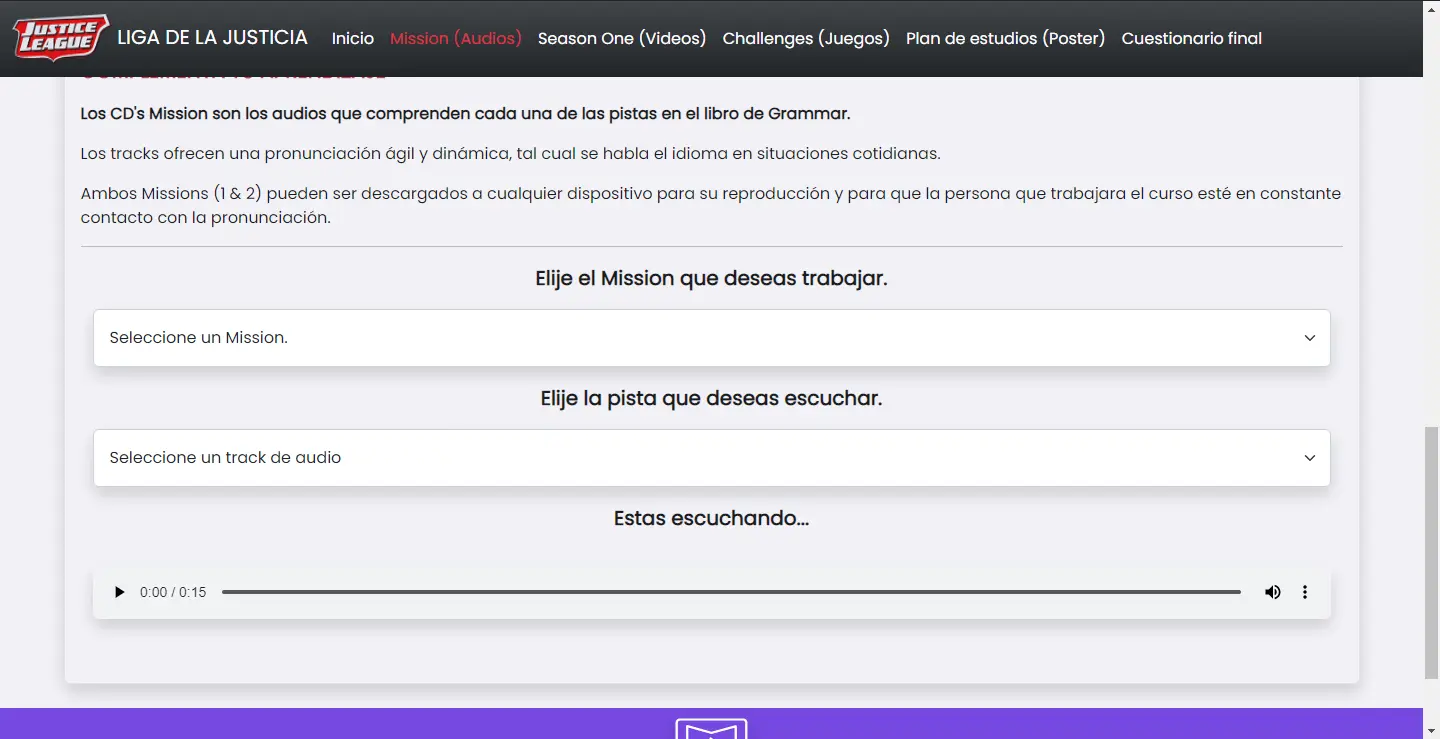 JUSTICE
LEAGUE
LIGA DE LA JUSTICIA Inicio Mission (Audios) Season One (Videos) Challenges (Juegos) Plan de estudios (Poster) Cuestionario final
Los CD's Mission son los audios que comprenden cada una de las pistas en el libro de Grammar.
Los tracks ofrecen una pronunciación ágil y dinámica, tal cual se habla el idioma en situaciones cotidianas.
Ambos Missions (1 & 2) pueden ser descargados a cualquier dispositivo para su reproducción y para que la persona que trabajara el curso esté en constante
contacto con la pronunciación.
Elije el Mission que deseas trabajar.
Seleccione un Mission.
Elije la pista que deseas escuchar.
Seleccione un track de audio
Estas escuchando...
0:00 / 0:15